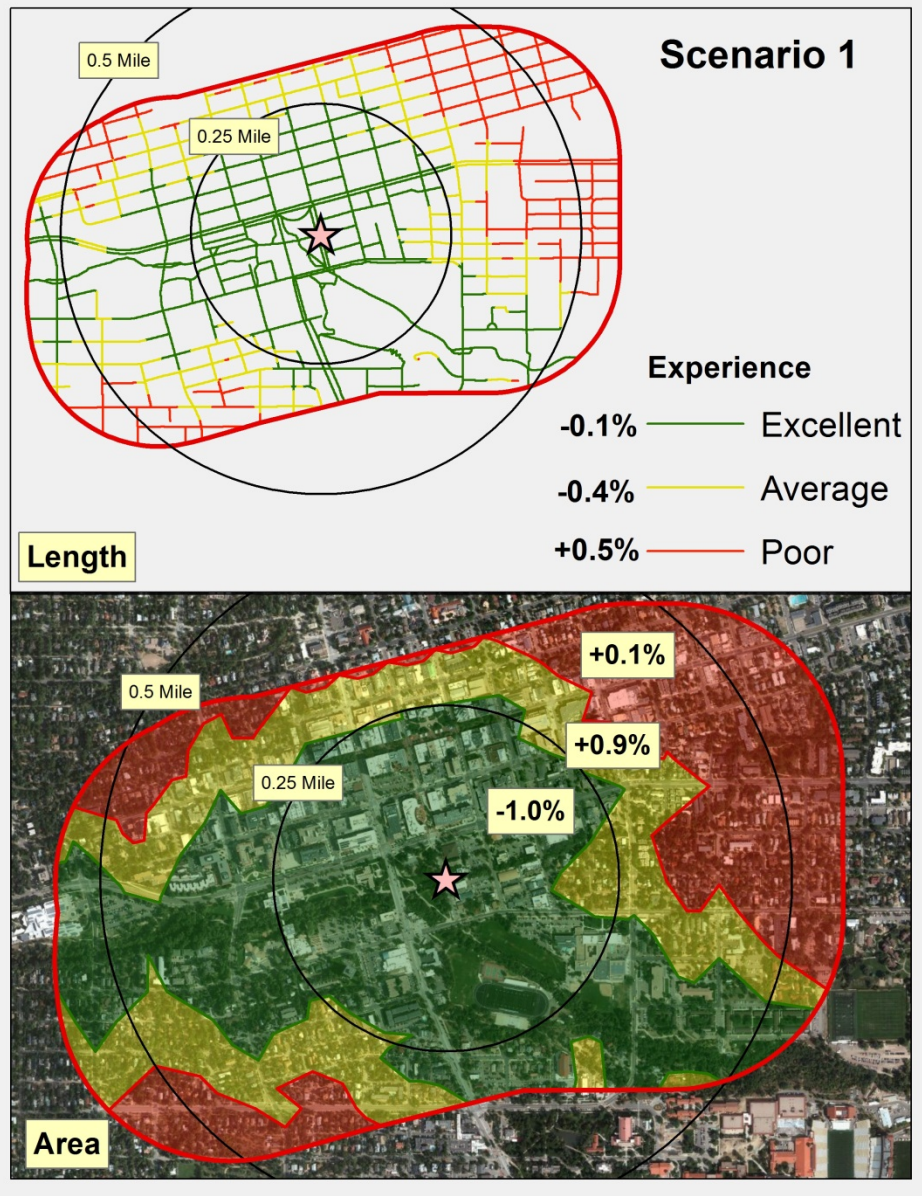 Scenario 1
0.5 Mile
0.25 Mile
Experience
-0.1% Excellent
-0.4% Average
+0.5% Poor
Length
+0.1%
0.5 Mile
+0.9%
0.25 Mile
-1.0%
Area